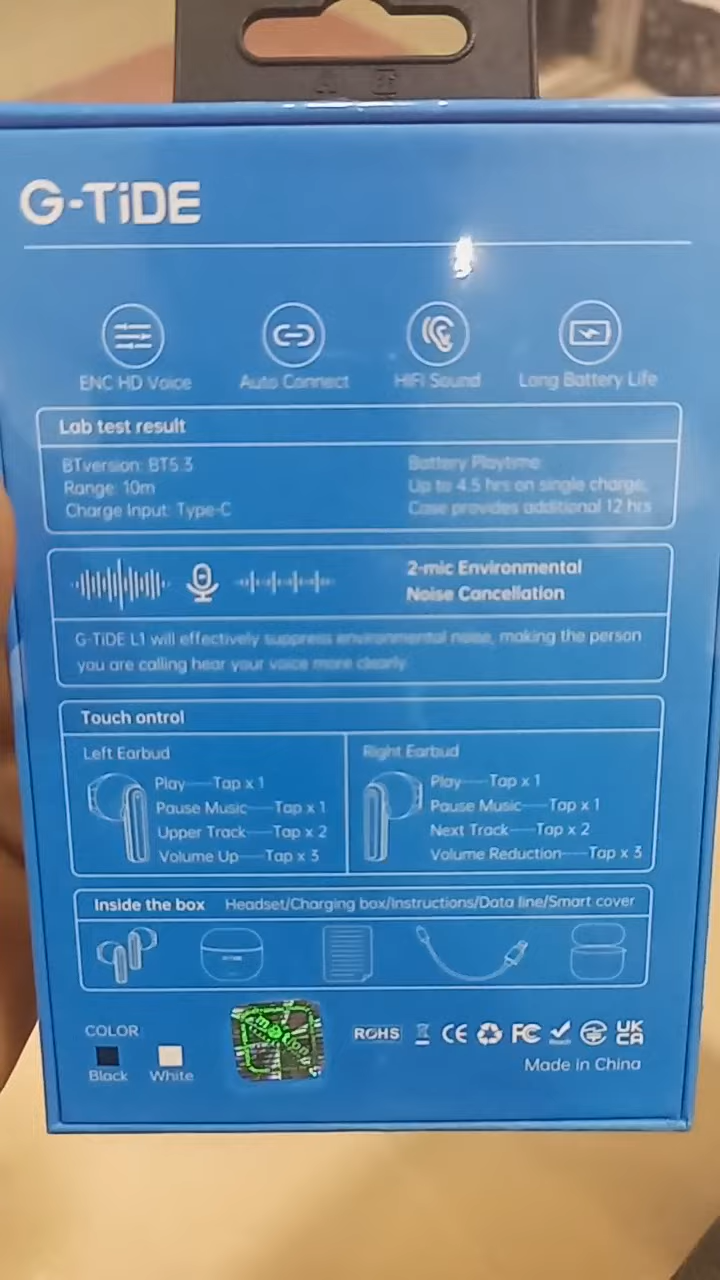 G-TiDE
ENC HD Voice
Auto Connect
HIFI Sound
Long Battery Life
Lab test result
BTversion: BT5.3
Range: 10m
Charge Input: Type-C
Battery Playtime:
Up to 4.5 hrs on single charge,
Case provides additional 12 hrs
2-mic Environmental
Noise Cancellation
G-TiDE L1 will effectively suppress environmental noise, making the person
you are calling hear your voice more clearly
Touch ontrol
Left Earbud
Play—Tap x 1
Pause Music—Tap x 1
Upper Track—Tap x 2
Volume Up—Tap x 3
Right Earbud
Play—Tap x 1
Pause Music—Tap x 1
Next Track—Tap x 2
Volume Reduction—Tap x 3
Inside the box Headset/Charging box/Instructions/Data line/Smart cover
COLOR
Black
White
emotions
ROHS CE FC UK
CA
Made in China